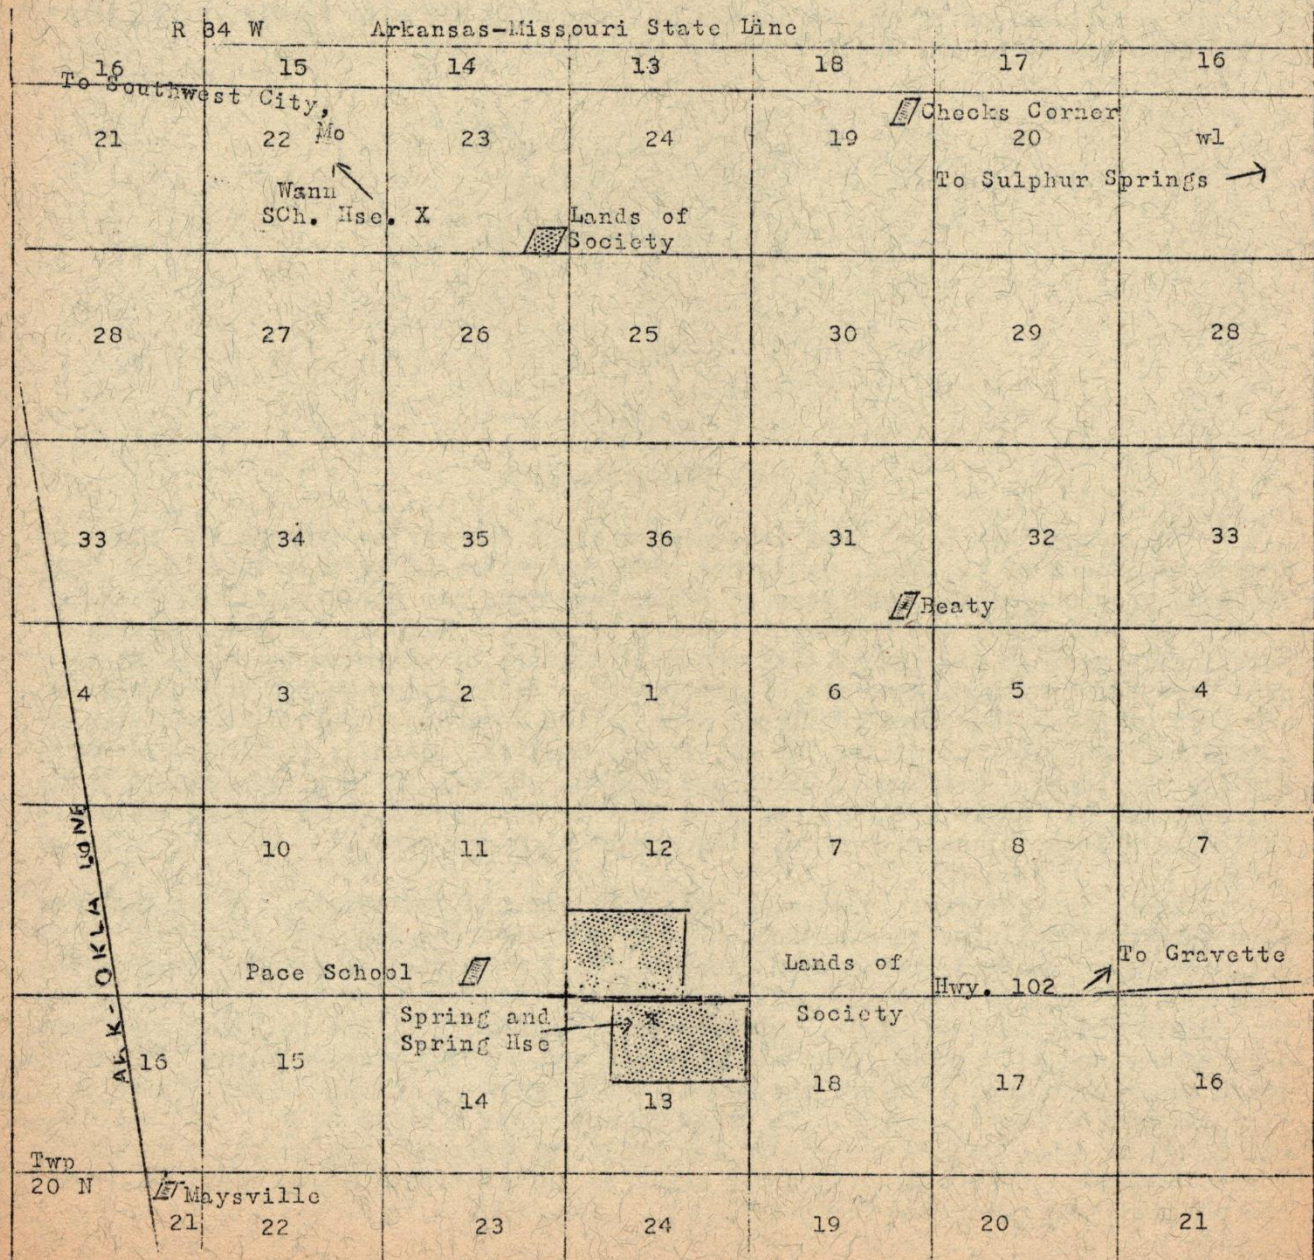 R 34 W Arkansas-Missouri State Line
16 15 14 13 18 17 16
To Southwest City,
Mo
Checks Corner
21 22 23 24 19 20 wl
To Sulphur Springs
Wann
SCh. Hse. X
Lands of
Society
28 27 26 25 30 29 28
33 34 35 36 31 32 33
Beaty
4 3 2 1 6 5 4
ARK-OKLA LINE
10 11 12 7 8 7
Pace School
Lands of
Society
To Gravette
Hwy. 102
Spring and
Spring Hse
x
16 15 14 13 18 17 16
Twp
20 N
Maysville
21 22 23 24 19 20 21